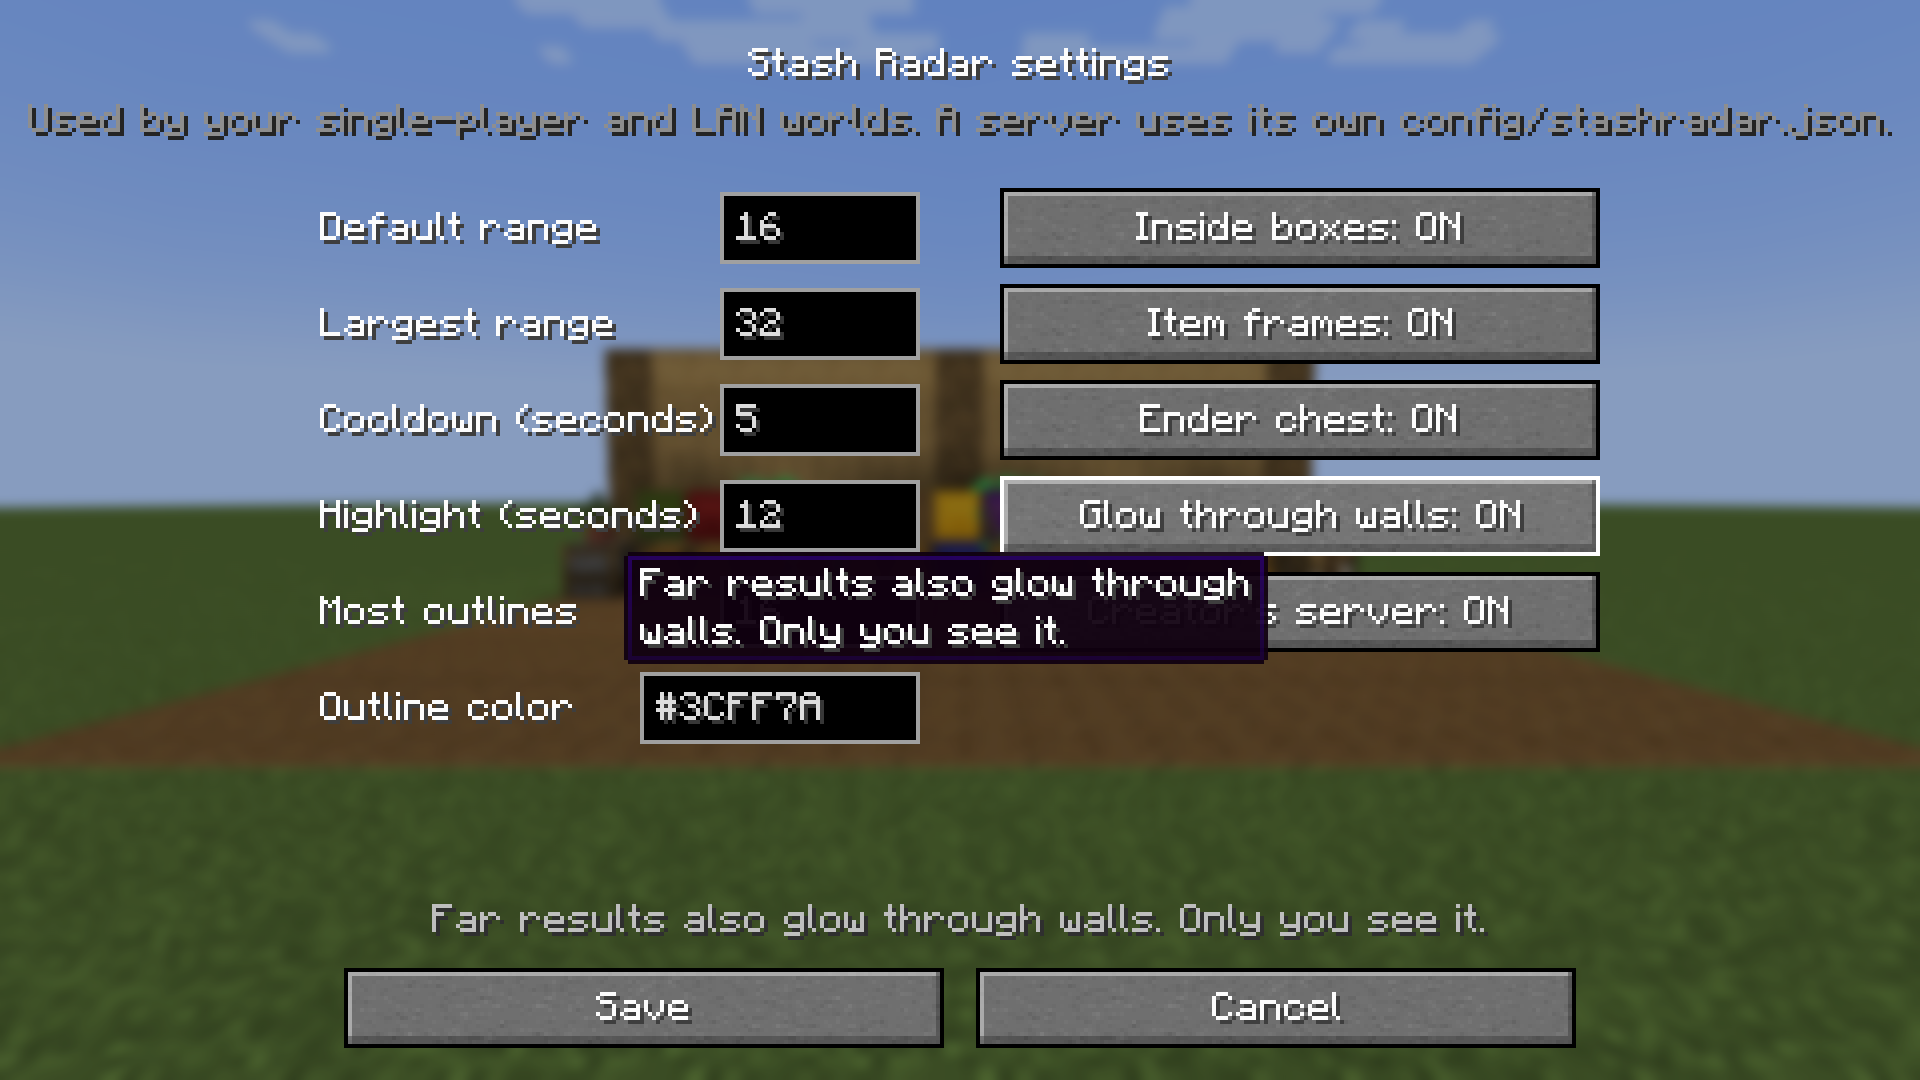 Stash Radar settings
Used by your single-player and LAN worlds. A server uses its own config/stashradar.json.
Default range 16 Inside boxes: ON
Largest range 32 Item frames: ON
Cooldown (seconds) 5 Ender chest: ON
Highlight (seconds) 12 Glow through walls: ON
Far results also glow through
walls. Only you see it.
Most outlines 16 Creator's server: ON
Outline color #3CFF7A
Far results also glow through walls. Only you see it.
Save Cancel